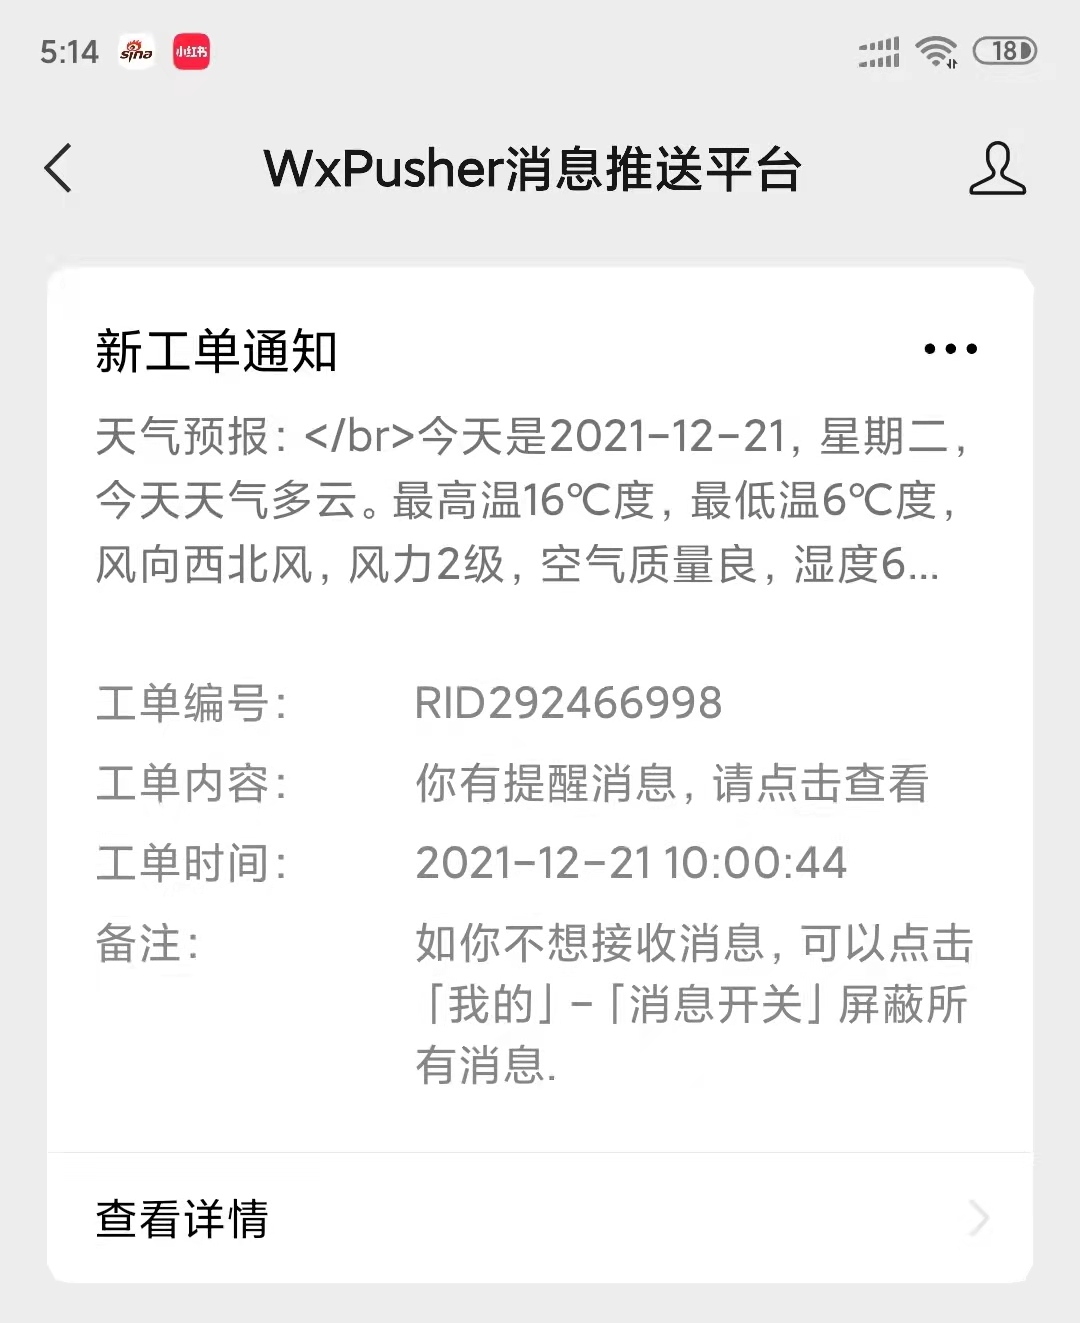 5:14 sina 小红书 18
WxPusher消息推送平台
新工单通知
天气预报：</br>今天是2021-12-21，星期二，
今天天气多云。最高温16℃度，最低温6℃度，
风向西北风，风力2级，空气质量良，湿度6...
工单编号： RID292466998
工单内容： 你有提醒消息，请点击查看
工单时间： 2021-12-21 10:00:44
备注： 如你不想接收消息，可以点击
「我的」-「消息开关」屏蔽所
有消息.
查看详情